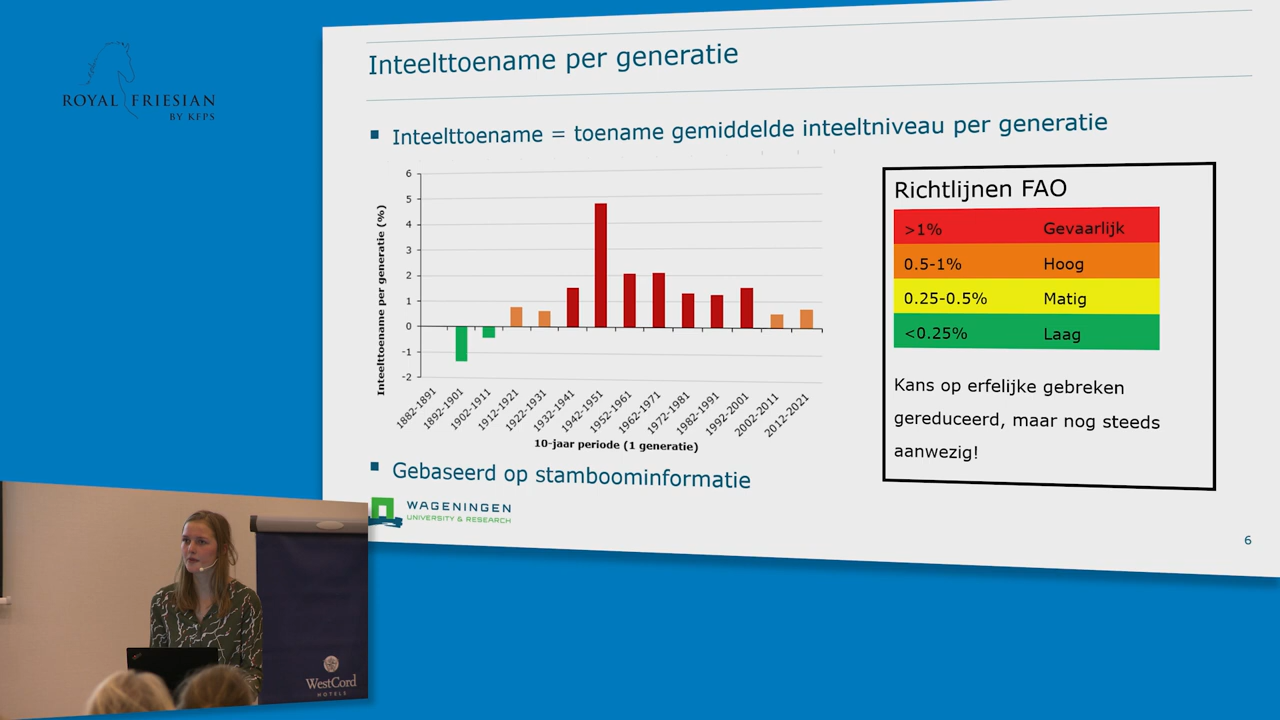 ROYAL FRIESIAN
BY KFPS
Inteelttoename per generatie
Inteelttoename = toename gemiddelde inteeltniveau per generatie
Inteelttoename per generatie (%)
6
5
4
3
2
1
0
-1
-2
1882-1891
1892-1901
1902-1911
1912-1921
1922-1931
1932-1941
1942-1951
1952-1961
1962-1971
1972-1981
1982-1991
1992-2001
2002-2011
2012-2021
10-jaar periode (1 generatie)
Richtlijnen FAO
>1% Gevaarlijk
0.5-1% Hoog
0.25-0.5% Matig
<0.25% Laag
Kans op erfelijke gebreken
gereduceerd, maar nog steeds
aanwezig!
Gebaseerd op stamboominformatie
WAGENINGEN
UNIVERSITY & RESEARCH
6
WestCord
HOTELS